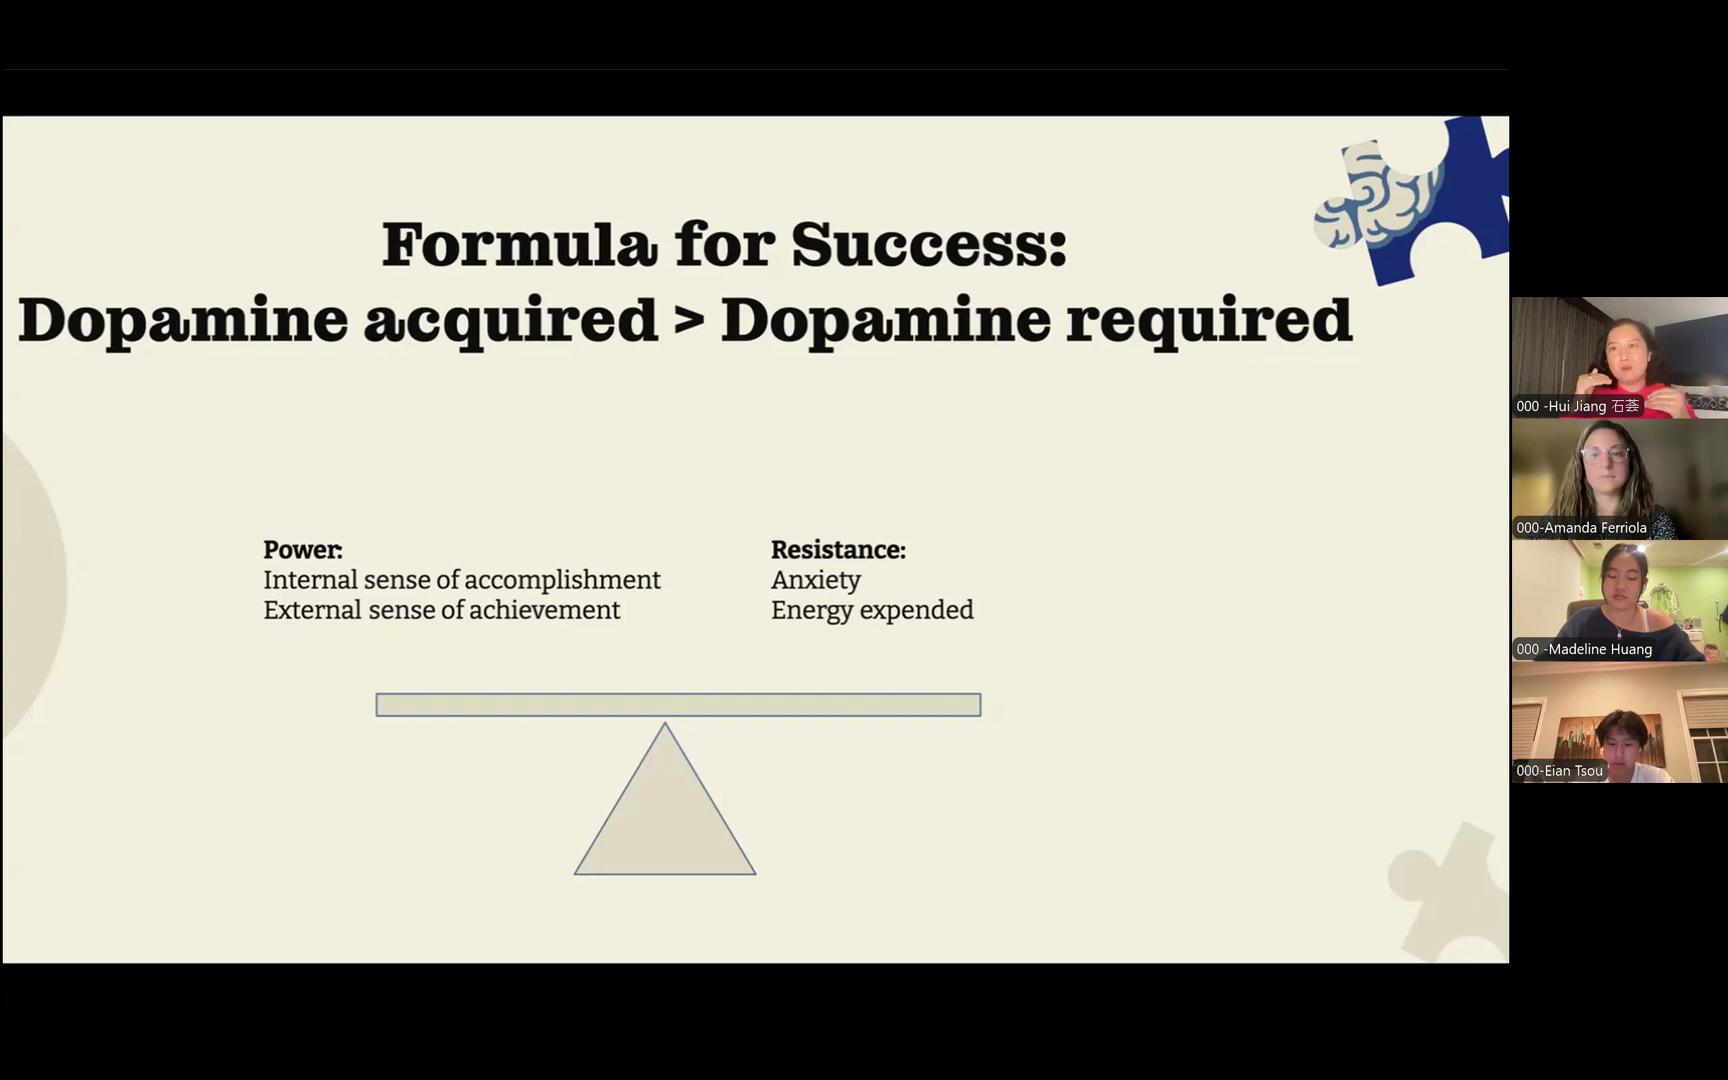 Formula for Success:
Dopamine acquired > Dopamine required
Power:
Internal sense of accomplishment
External sense of achievement
Resistance:
Anxiety
Energy expended
000 -Hui Jiang 石荟
000-Amanda Ferriola
000 -Madeline Huang
000-Eian Tsou